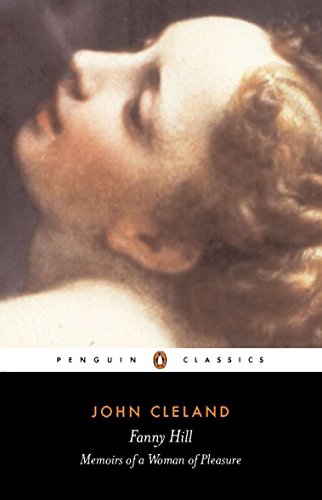 PENGUIN CLASSICS
JOHN CLELAND
Fanny Hill
Memoirs of a Woman of Pleasure